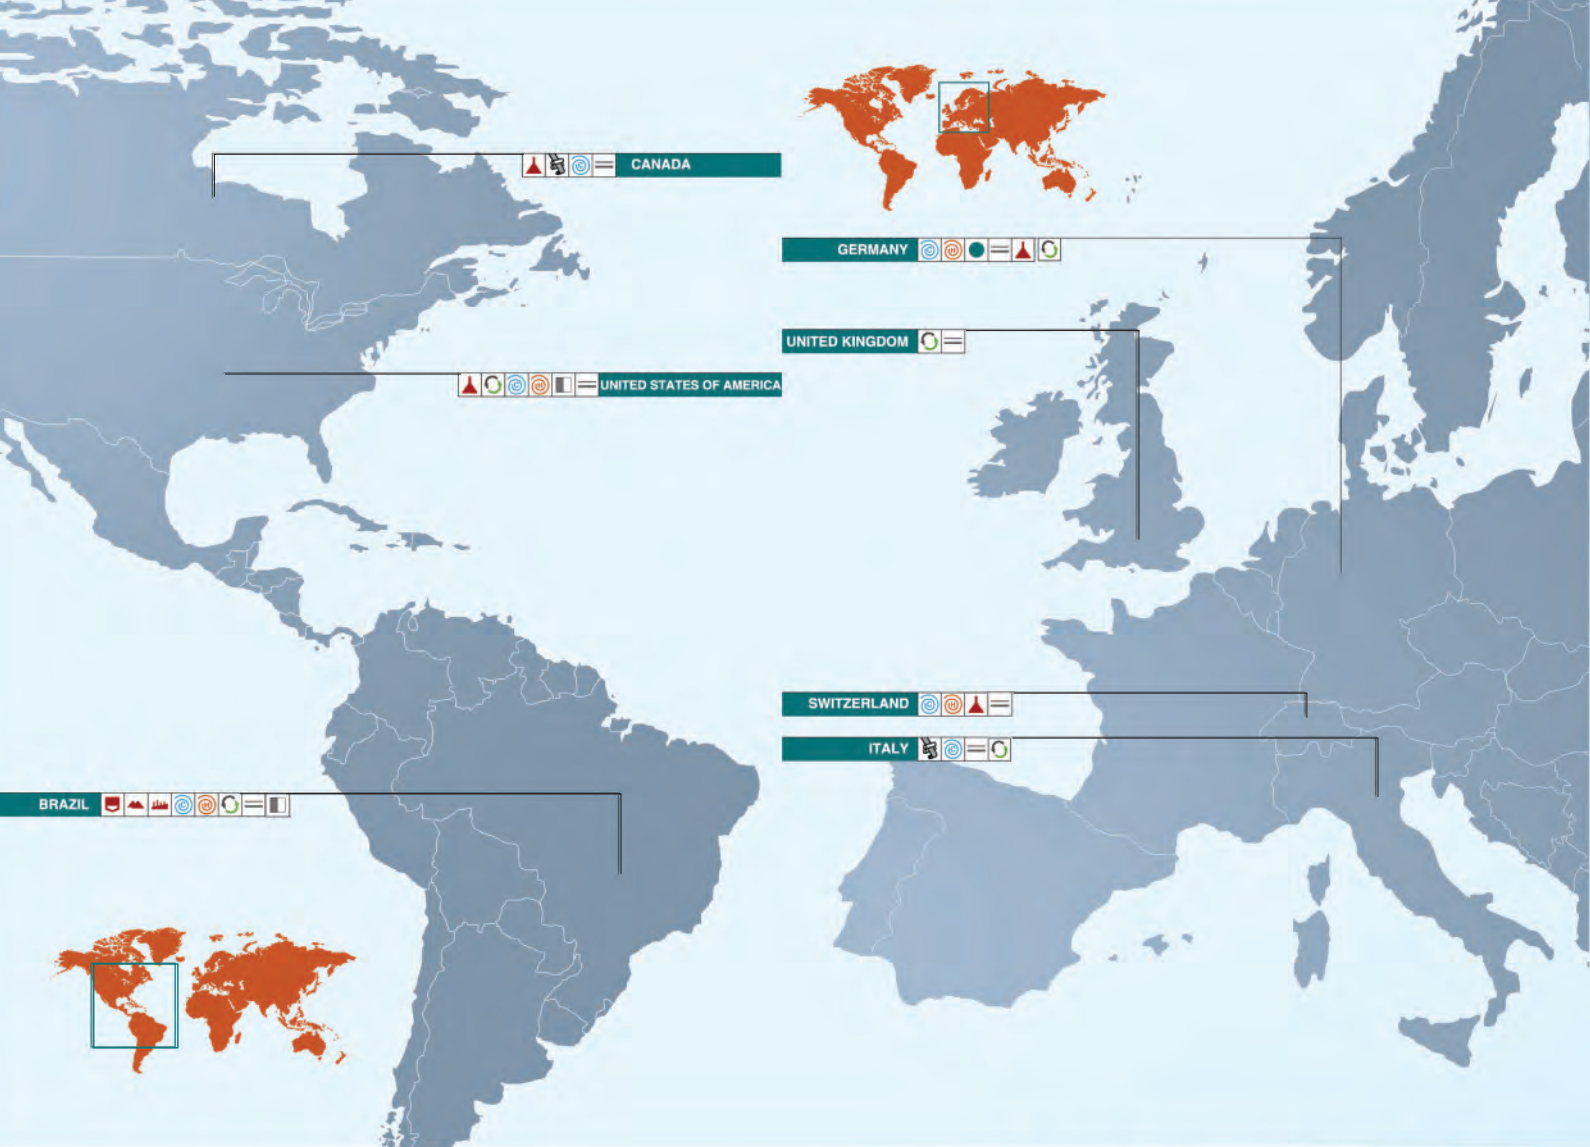 CANADA
GERMANY
UNITED KINGDOM
UNITED STATES OF AMERICA
SWITZERLAND
ITALY
BRAZIL